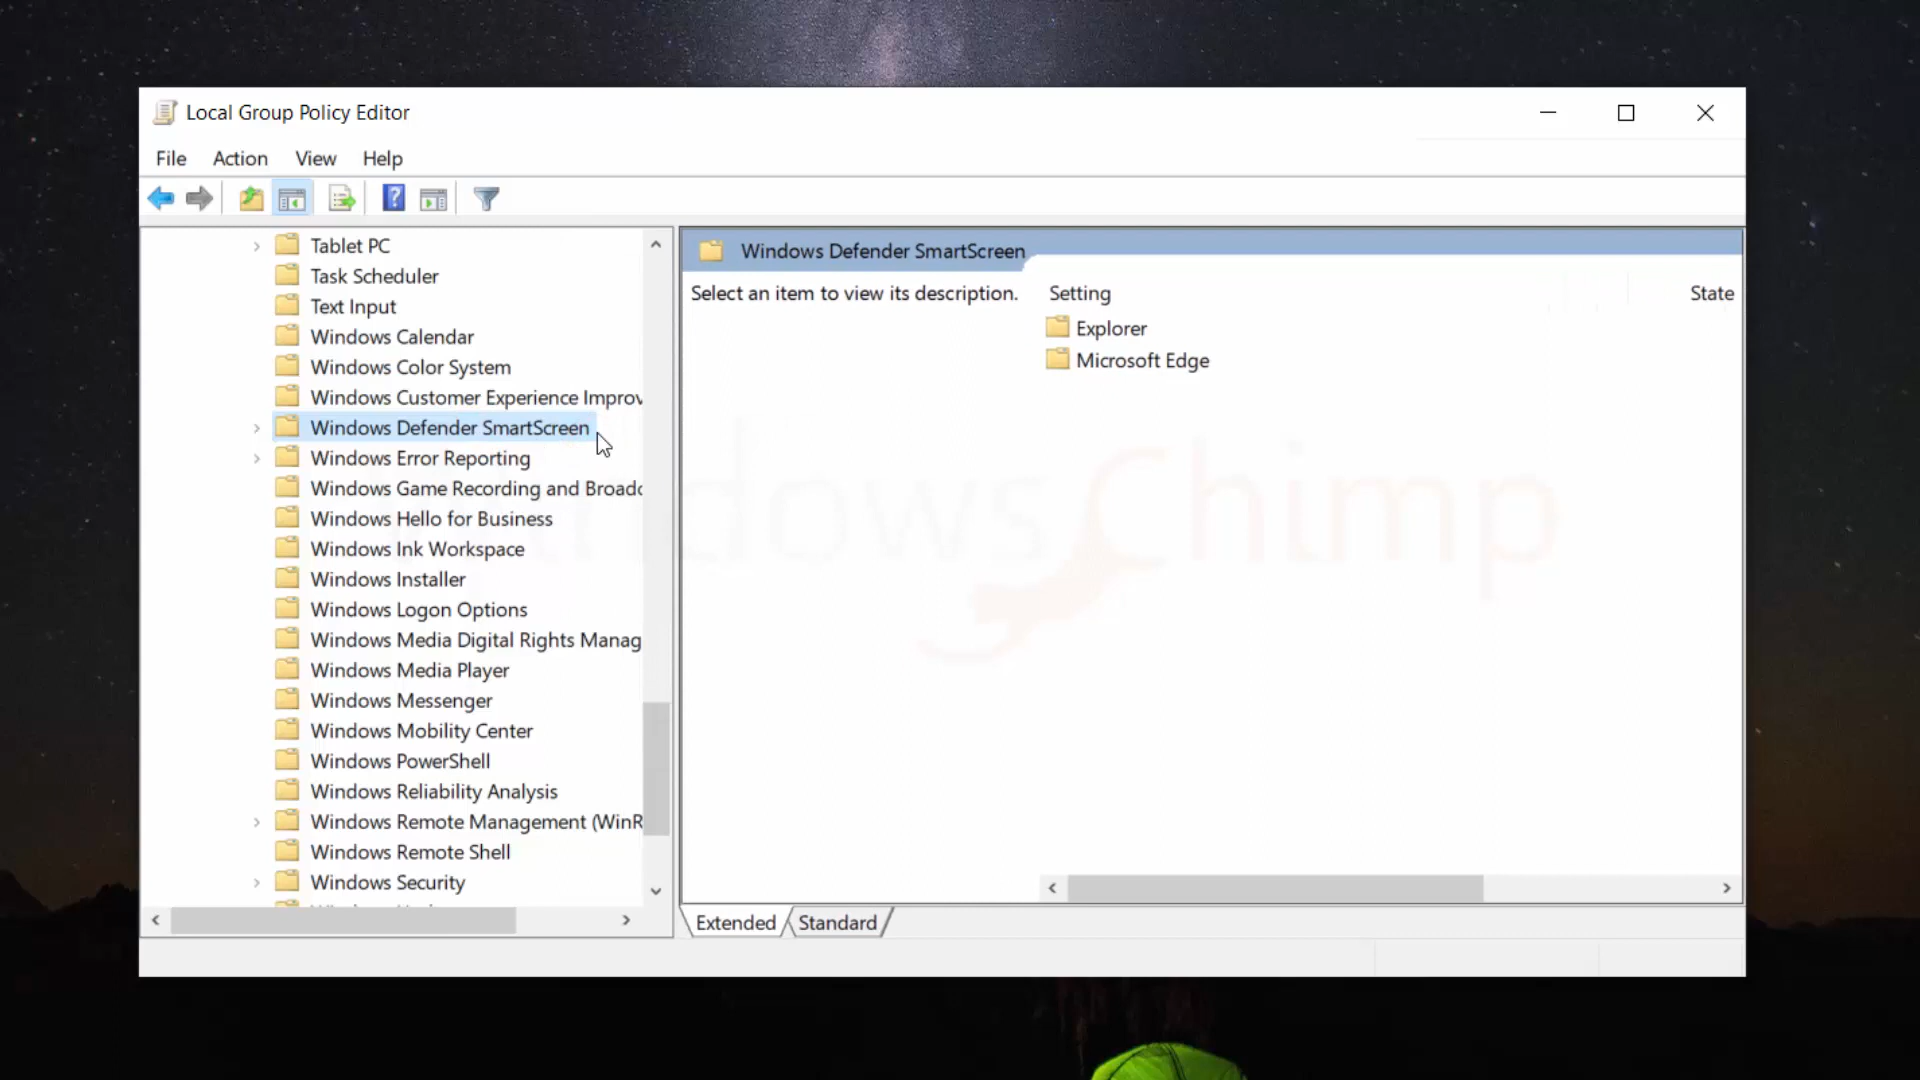 Local Group Policy Editor
File Action View Help
Tablet PC
Task Scheduler
Text Input
Windows Calendar
Windows Color System
Windows Customer Experience Improv
Windows Defender SmartScreen
Windows Error Reporting
Windows Game Recording and Broadc
Windows Hello for Business
Windows Ink Workspace
Windows Installer
Windows Logon Options
Windows Media Digital Rights Manag
Windows Media Player
Windows Messenger
Windows Mobility Center
Windows PowerShell
Windows Reliability Analysis
Windows Remote Management (WinR
Windows Remote Shell
Windows Security
Windows Defender SmartScreen
Select an item to view its description.
Setting State
Explorer
Microsoft Edge
WindowsChimp
Extended Standard